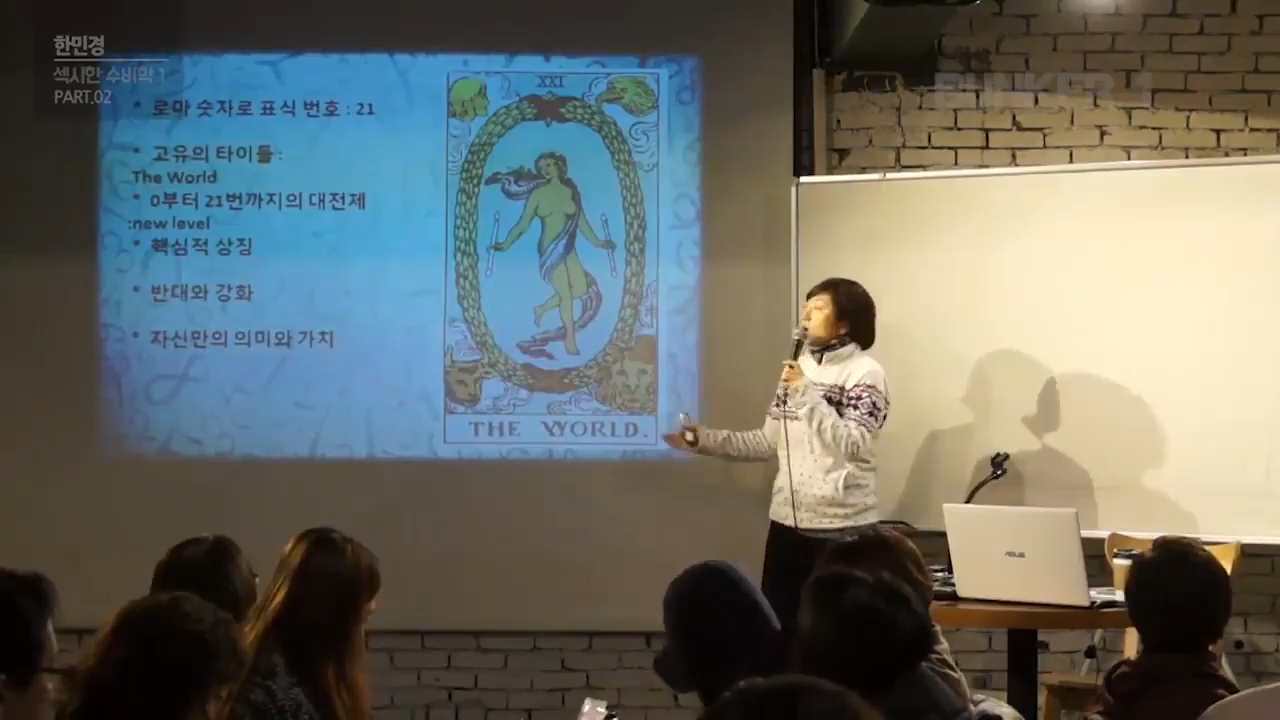 한민경
섹시한 수비학 1
PART.02
BUNKER 1
* 로마 숫자로 표식 번호 : 21
* 고유의 타이틀 :
The World
* 0부터 21번까지의 대전제
:new level
* 핵심적 상징
* 반대와 강화
* 자신만의 의미와 가치
XXI
THE WORLD.
ASUS